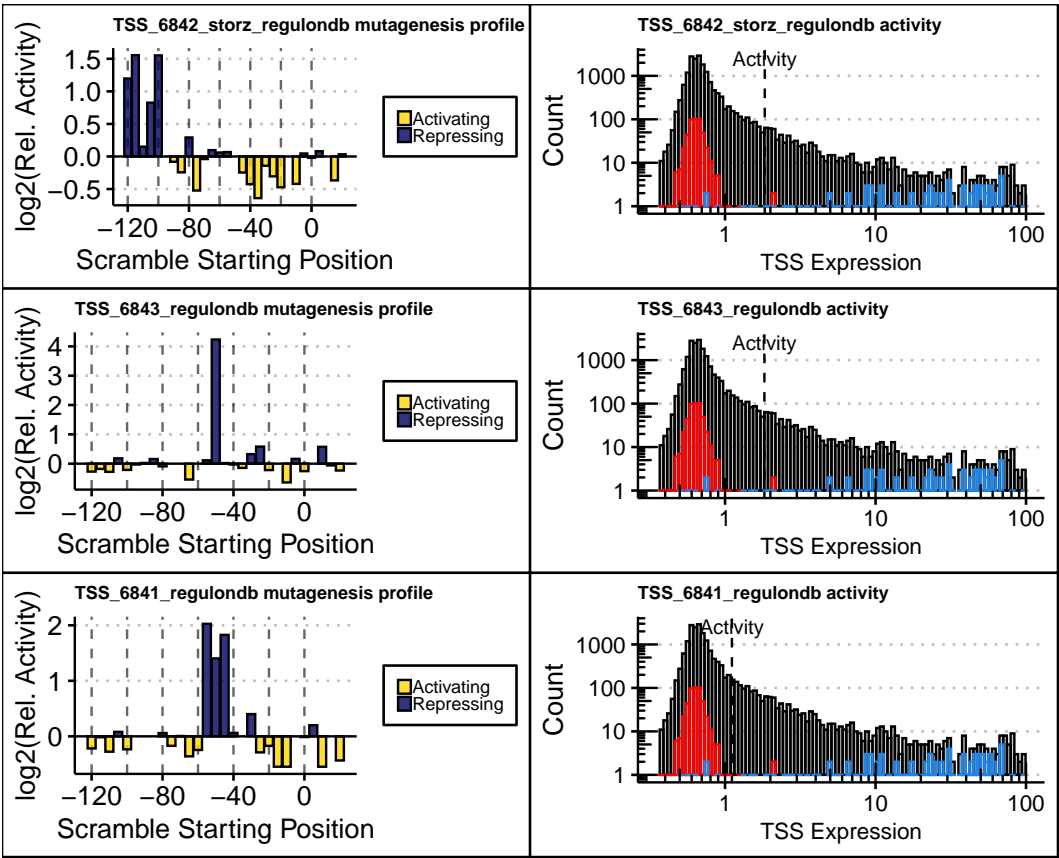 TSS_6842_storz_regulondb mutagenesis profile
log2(Rel. Activity)
1.5
1.0
0.5
0.0
−0.5
−120 −80 −40 0
Scramble Starting Position
Activating
Repressing
TSS_6842_storz_regulondb activity
Activity
Count
1000
100
10
1
1 10 100
TSS Expression
TSS_6843_regulondb mutagenesis profile
log2(Rel. Activity)
4
3
2
1
0
−120 −80 −40 0
Scramble Starting Position
Activating
Repressing
TSS_6843_regulondb activity
Activity
Count
1000
100
10
1
1 10 100
TSS Expression
TSS_6841_regulondb mutagenesis profile
log2(Rel. Activity)
2
1
0
−120 −80 −40 0
Scramble Starting Position
Activating
Repressing
TSS_6841_regulondb activity
Activity
Count
1000
100
10
1
1 10 100
TSS Expression